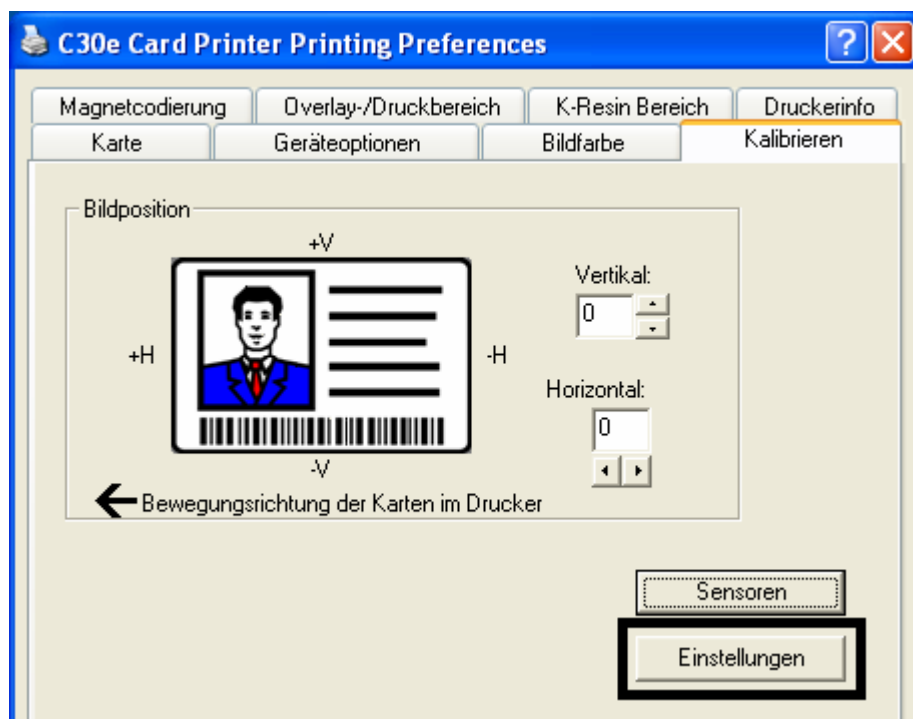 C30e Card Printer Printing Preferences
Magnetcodierung Overlay-/Druckbereich K-Resin Bereich Druckerinfo
Karte Geräteoptionen Bildfarbe Kalibrieren
Bildposition
+V
Vertikal:
0
+H -H
Horizontal:
0
-V
Bewegungsrichtung der Karten im Drucker
Sensoren
Einstellungen